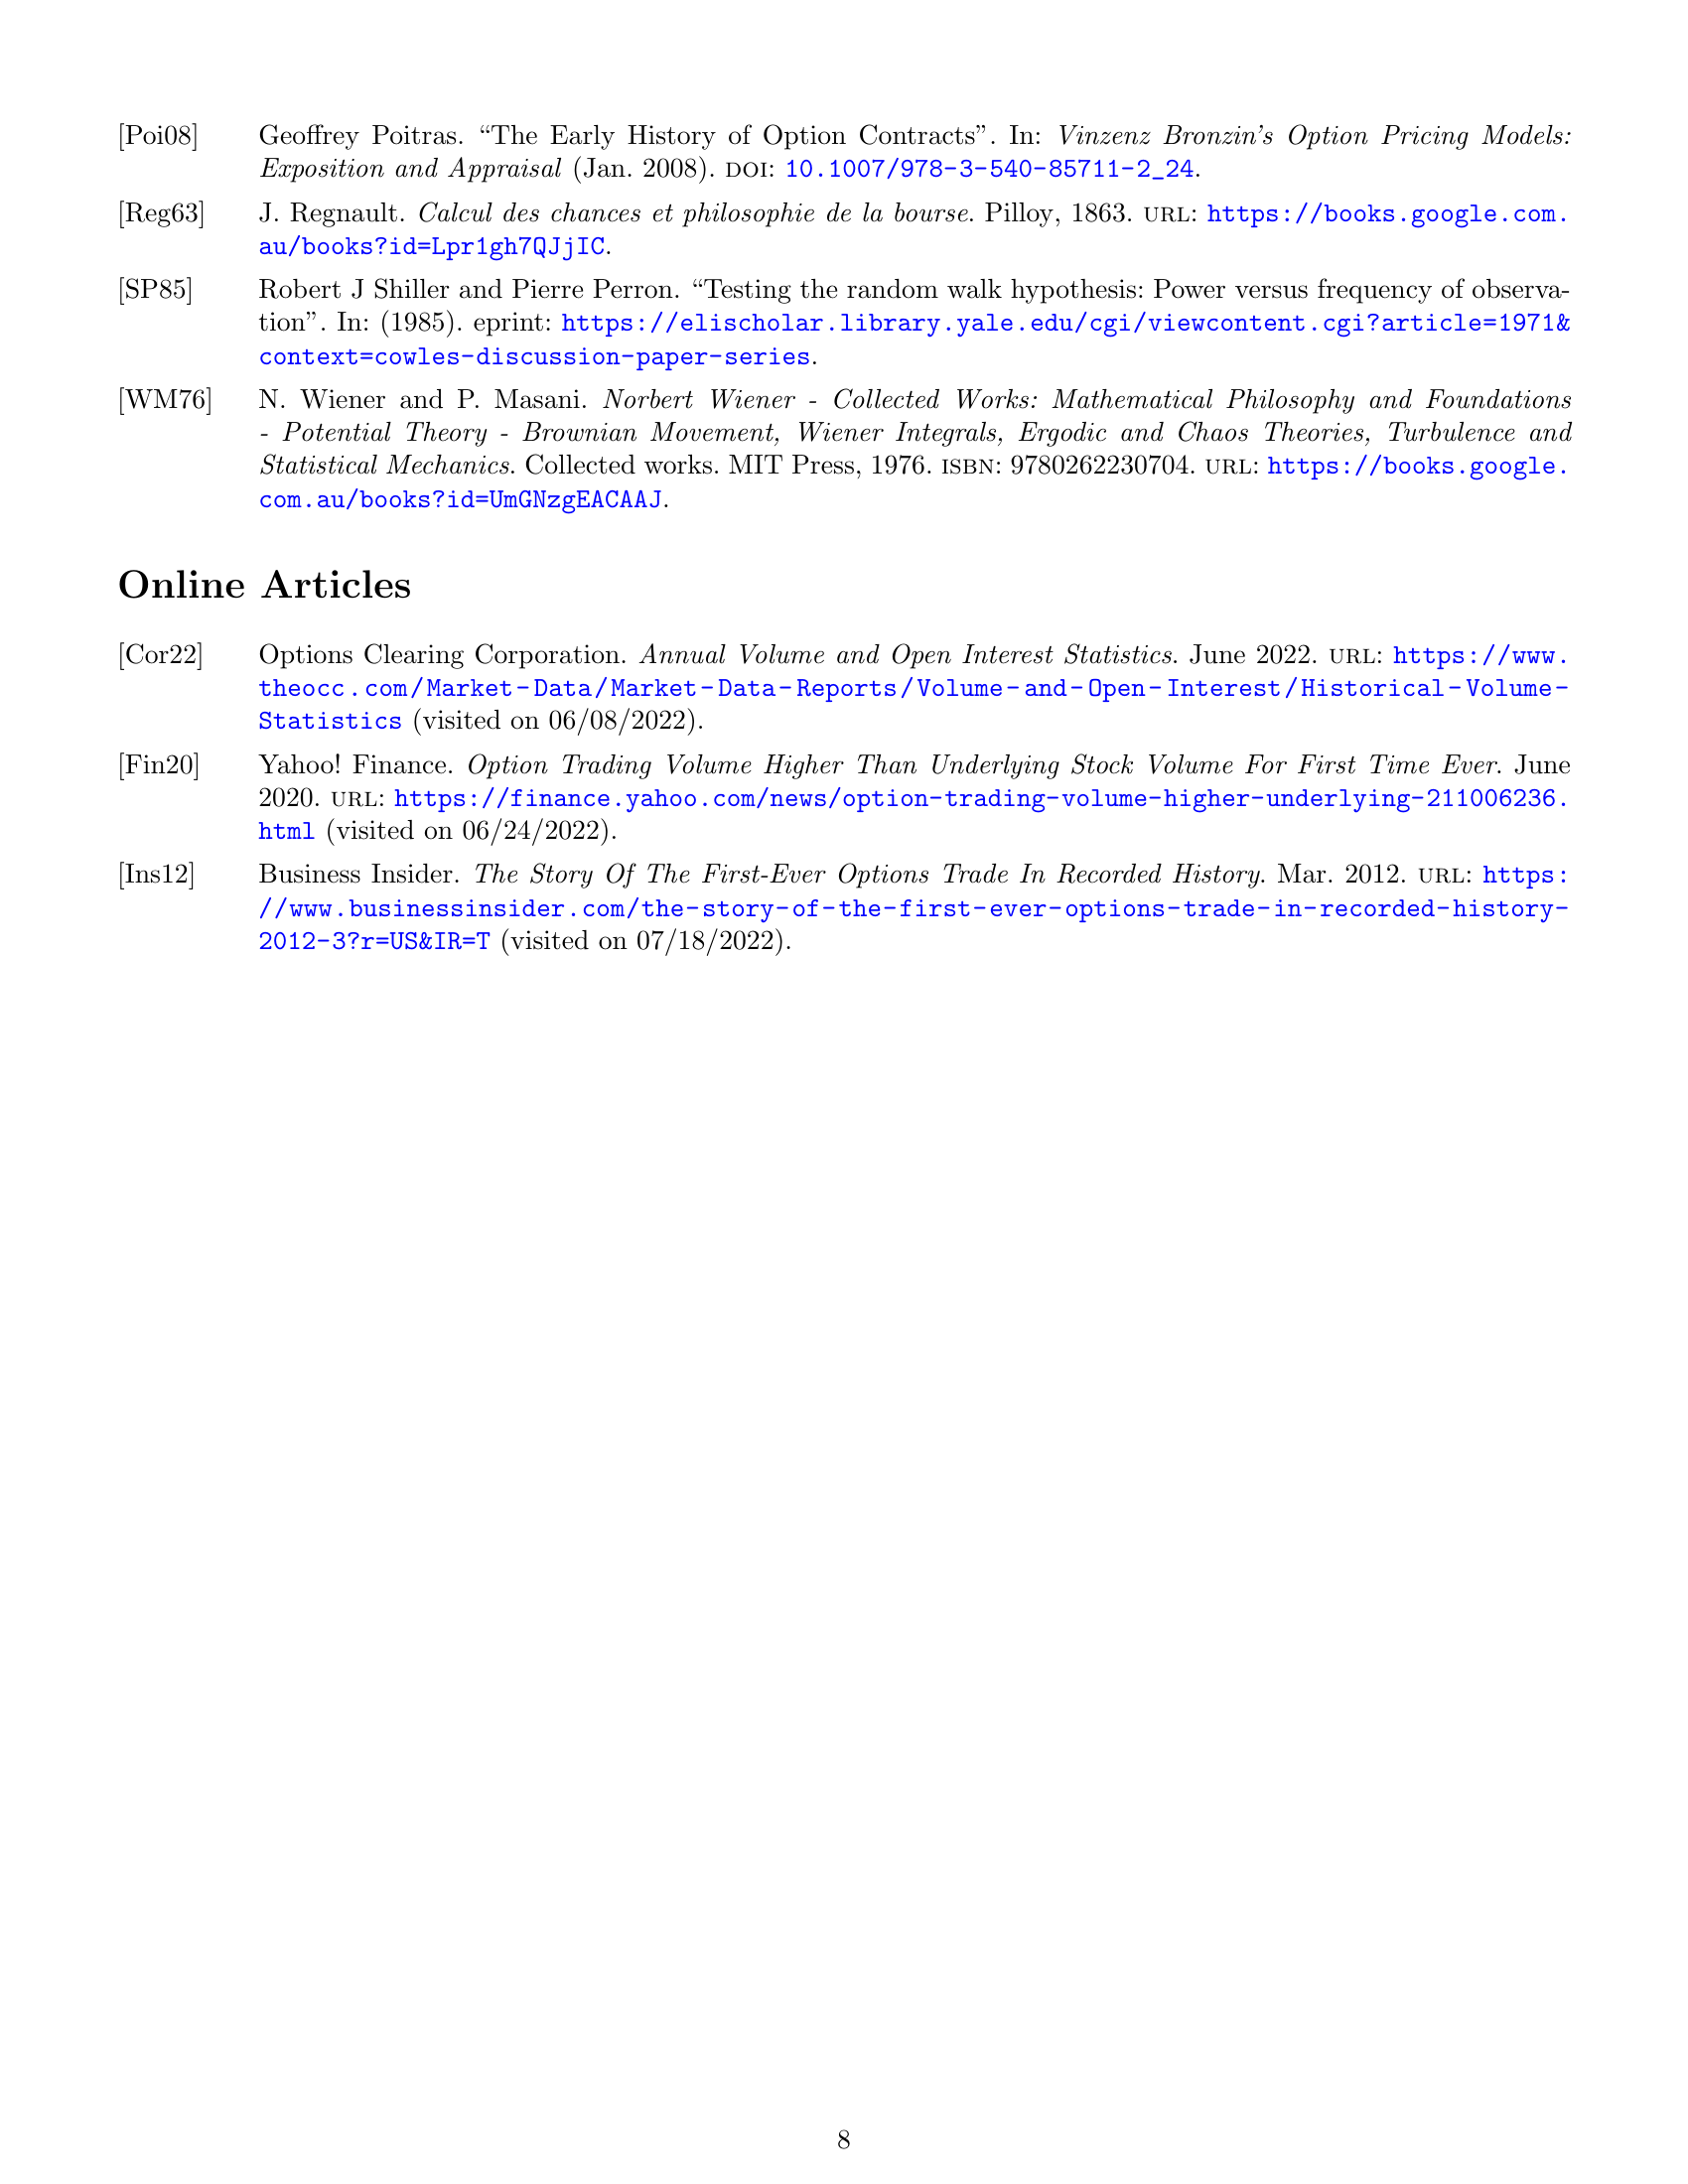 [Poi08] Geoffrey Poitras. “The Early History of Option Contracts”. In: Vinzenz Bronzin’s Option Pricing Models:
Exposition and Appraisal (Jan. 2008). DOI: 10.1007/978-3-540-85711-2_24.
[Reg63] J. Regnault. Calcul des chances et philosophie de la bourse. Pilloy, 1863. URL: https://books.google.com.
au/books?id=Lpr1gh7QJjIC.
[SP85] Robert J Shiller and Pierre Perron. “Testing the random walk hypothesis: Power versus frequency of observa-
tion”. In: (1985). eprint: https://elischolar.library.yale.edu/cgi/viewcontent.cgi?article=1971&
context=cowles-discussion-paper-series.
[WM76] N. Wiener and P. Masani. Norbert Wiener - Collected Works: Mathematical Philosophy and Foundations
- Potential Theory - Brownian Movement, Wiener Integrals, Ergodic and Chaos Theories, Turbulence and
Statistical Mechanics. Collected works. MIT Press, 1976. ISBN: 9780262230704. URL: https://books.google.
com.au/books?id=UmGNzgEACAAJ.
Online Articles
[Cor22] Options Clearing Corporation. Annual Volume and Open Interest Statistics. June 2022. URL: https://www.
theocc.com/Market-Data/Market-Data-Reports/Volume-and-Open-Interest/Historical-Volume-
Statistics (visited on 06/08/2022).
[Fin20] Yahoo! Finance. Option Trading Volume Higher Than Underlying Stock Volume For First Time Ever. June
2020. URL: https://finance.yahoo.com/news/option-trading-volume-higher-underlying-211006236.
html (visited on 06/24/2022).
[Ins12] Business Insider. The Story Of The First-Ever Options Trade In Recorded History. Mar. 2012. URL: https:
//www.businessinsider.com/the-story-of-the-first-ever-options-trade-in-recorded-history-
2012-3?r=US&IR=T (visited on 07/18/2022).
8